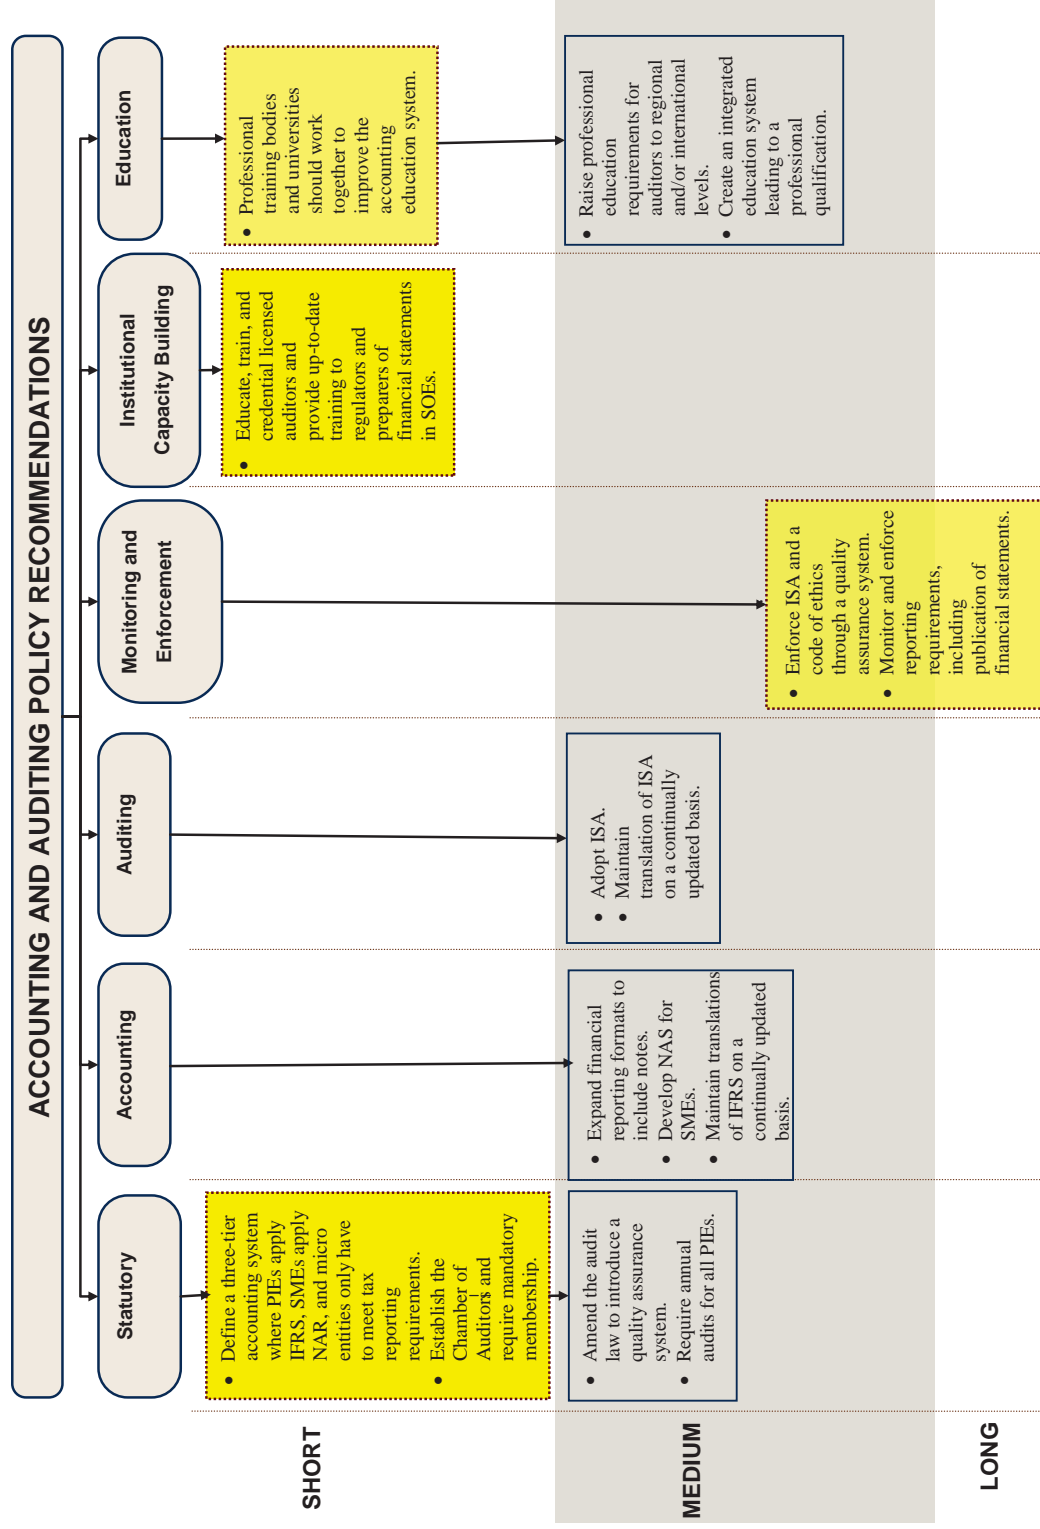 ACCOUNTING AND AUDITING POLICY RECOMMENDATIONS
Statutory
Accounting
Auditing
Monitoring and
Enforcement
Institutional
Capacity Building
Education
SHORT
• Define a three-tier
accounting system
where PIEs apply
IFRS, SMEs apply
NAR, and micro
entities only have
to meet tax
reporting
requirements.
• Establish the
Chamber of
Auditors and
require mandatory
membership.
• Educate, train, and
credential licensed
auditors and
provide up-to-date
training to
regulators and
preparers of
financial statements
in SOEs.
• Professional
training bodies
and universities
should work
together to
improve the
accounting
education system.
MEDIUM
• Amend the audit
law to introduce a
quality assurance
system.
• Require annual
audits for all PIEs.
• Expand financial
reporting formats to
include notes.
• Develop NAS for
SMEs.
• Maintain translations
of IFRS on a
continually updated
basis.
• Adopt ISA.
• Maintain
translation of ISA
on a continually
updated basis.
• Enforce ISA and a
code of ethics
through a quality
assurance system.
• Monitor and enforce
reporting
requirements,
including
publication of
financial statements.
• Raise professional
education
requirements for
auditors to regional
and/or international
levels.
• Create an integrated
education system
leading to a
professional
qualification.
LONG